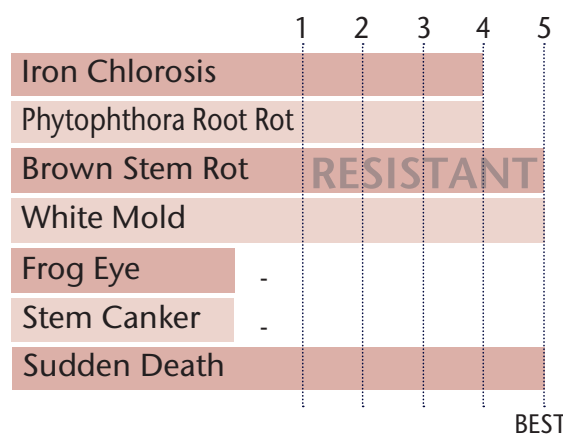 1 2 3 4 5
Iron Chlorosis
Phytophthora Root Rot
Brown Stem Rot RESISTANT
White Mold
Frog Eye -
Stem Canker -
Sudden Death
BEST